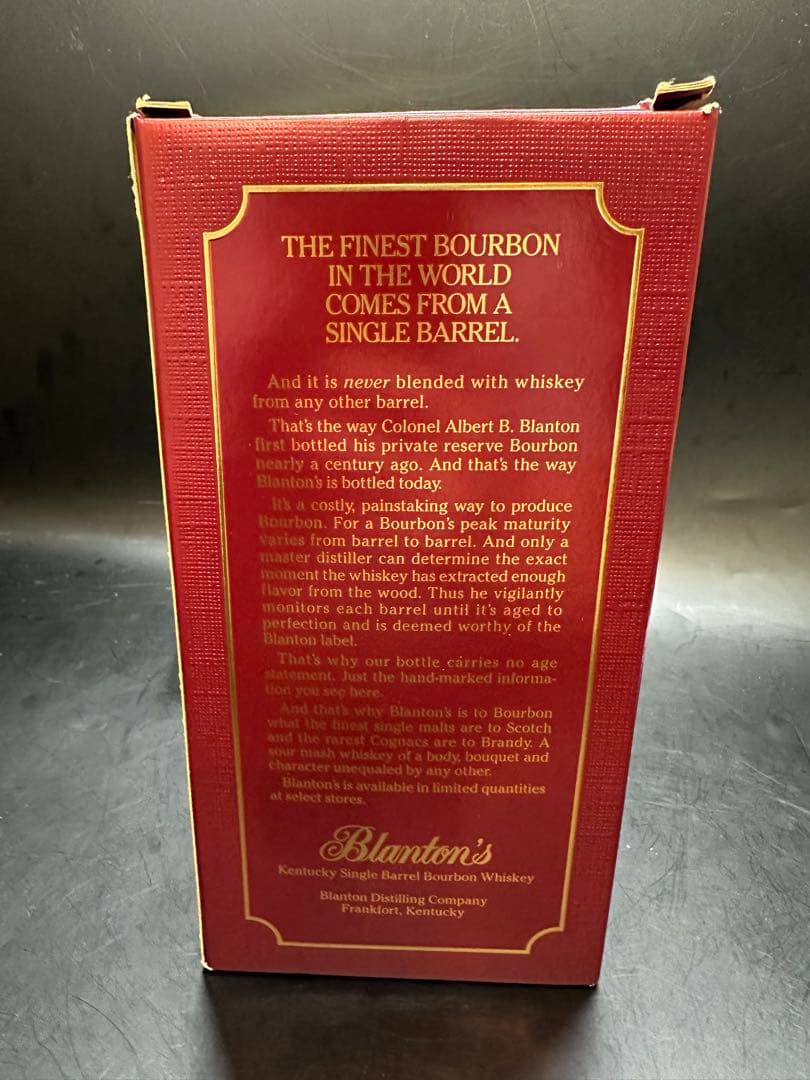 THE FINEST BOURBON
IN THE WORLD
COMES FROM A
SINGLE BARREL.
And it is never blended with whiskey
from any other barrel.
That's the way Colonel Albert B. Blanton
first bottled his private reserve Bourbon
nearly a century ago. And that's the way
Blanton's is bottled today.
It's a costly, painstaking way to produce
Bourbon. For a Bourbon's peak maturity
varies from barrel to barrel. And only a
master distiller can determine the exact
moment the whiskey has extracted enough
flavor from the wood. Thus he vigilantly
monitors each barrel until it's aged to
perfection and is deemed worthy of the
Blanton label.
That's why our bottle carries no age
statement. Just the hand-marked informa-
tion you see here.
And that's why Blanton's is to Bourbon
what the finest single malts are to Scotch
and the rarest Cognacs are to Brandy. A
sour mash whiskey of a body, bouquet and
character unequaled by any other.
Blanton's is available in limited quantities
at select stores.
Blanton's
Kentucky Single Barrel Bourbon Whiskey
Blanton Distilling Company
Frankfort, Kentucky